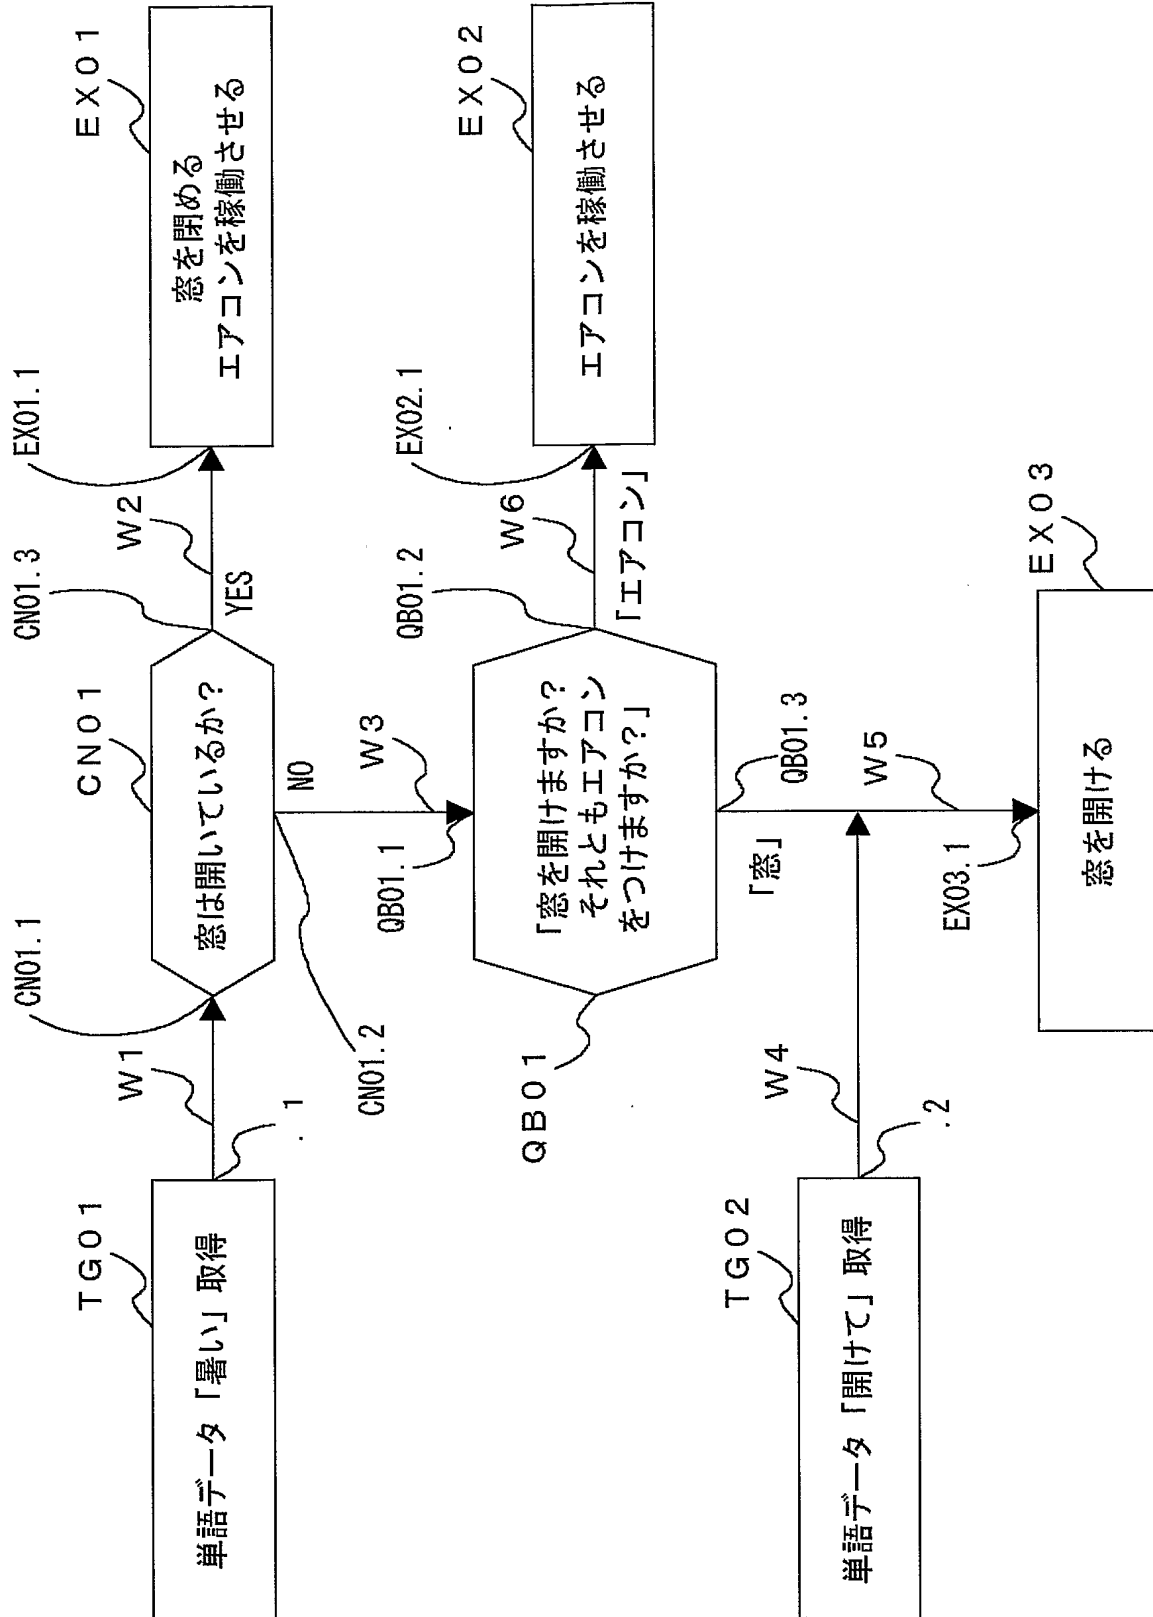 TG01
単語データ「暑い」取得
.1
W1
CN01.1
CN01
窓は開いているか?
CN01.3
YES
W2
EX01.1
EX01
窓を閉める
エアコンを稼働させる
CN01.2
NO
W3
QB01.1
QB01
「窓を開けますか?
それともエアコン
をつけますか?」
QB01.2
「エアコン」
W6
EX02.1
EX02
エアコンを稼働させる
QB01.3
「窓」
TG02
単語データ「開けて」取得
.2
W4
W5
EX03.1
EX03
窓を開ける